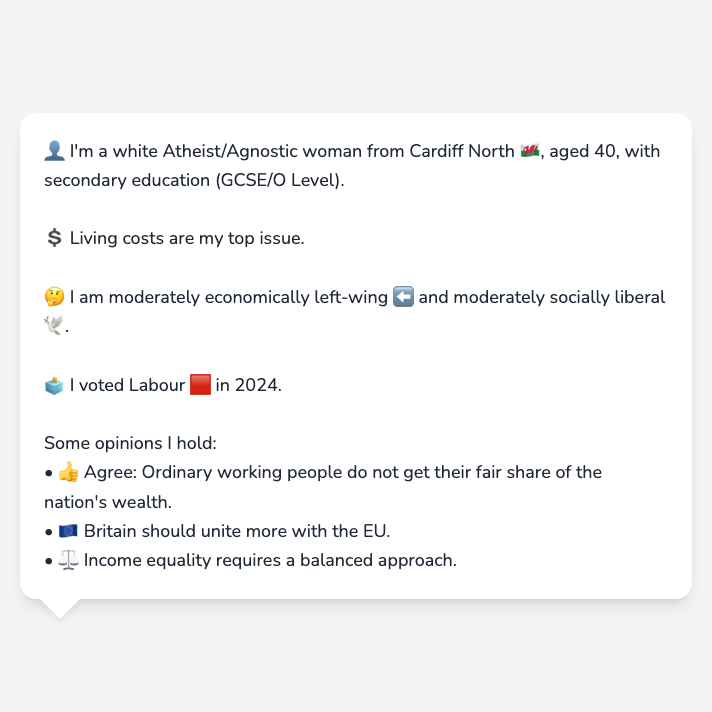 👤 I'm a white Atheist/Agnostic woman from Cardiff North 🏴󠁧󠁢󠁷󠁬󠁳󠁿, aged 40, with
secondary education (GCSE/O Level).
💲 Living costs are my top issue.
🤔 I am moderately economically left-wing ⬅️ and moderately socially liberal
🕊️.
🗳️ I voted Labour 🟥 in 2024.
Some opinions I hold:
• 👍 Agree: Ordinary working people do not get their fair share of the
nation's wealth.
• 🇪🇺 Britain should unite more with the EU.
• ⚖️ Income equality requires a balanced approach.